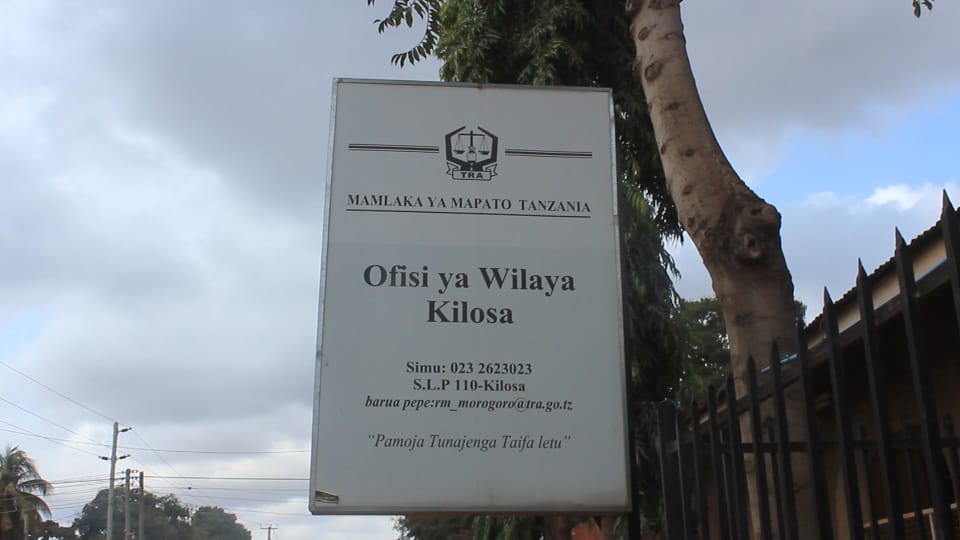 TRA
MAMLAKA YA MAPATO TANZANIA
Ofisi ya Wilaya
Kilosa
Simu: 023 2623023
S.L.P 110-Kilosa
barua pepe:rm_morogoro@tra.go.tz
“Pamoja Tunajenga Taifa letu”